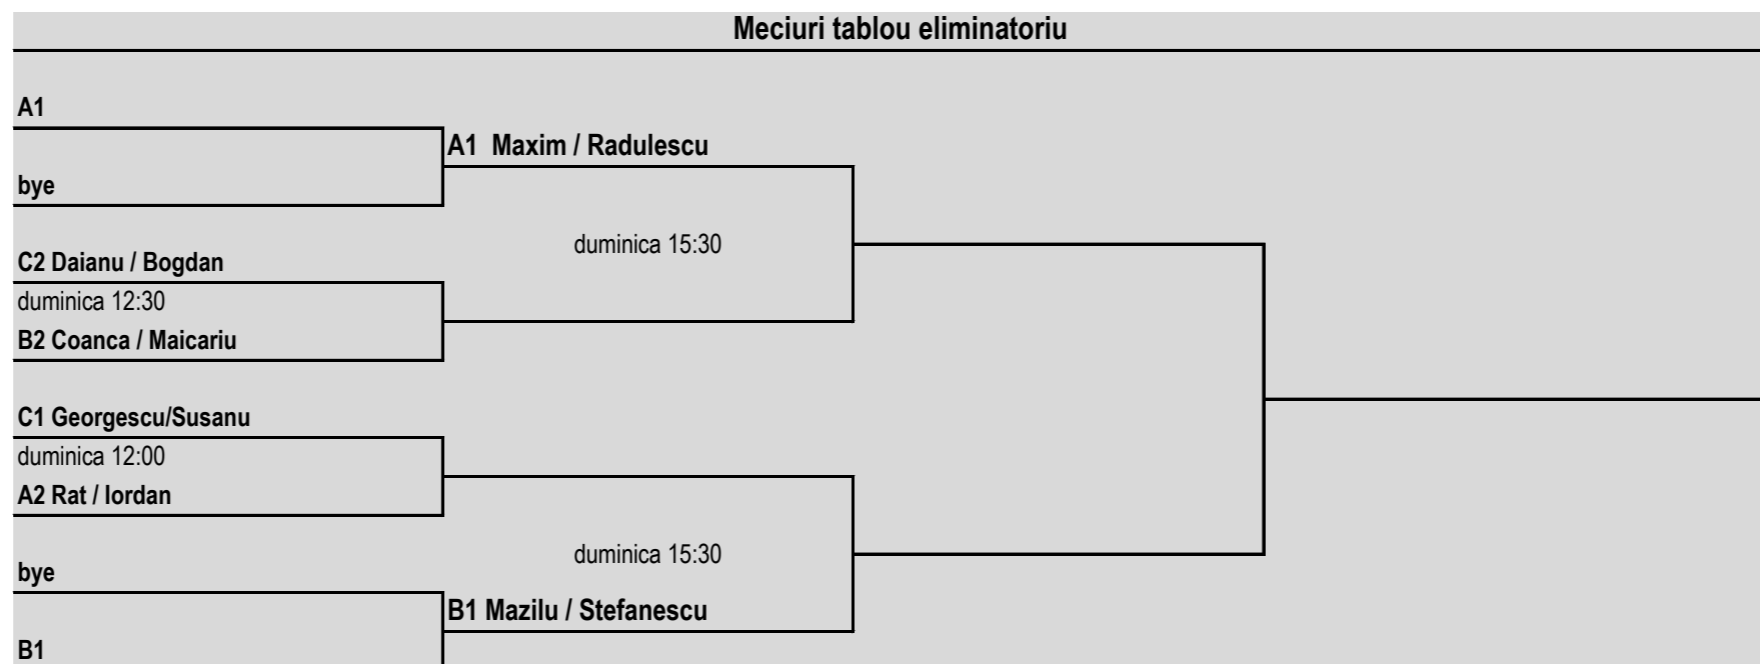 Meciuri tablou eliminatoriu
A1
A1  Maxim / Radulescu
bye
duminica 15:30
C2 Daianu / Bogdan
duminica 12:30
B2 Coanca / Maicariu
C1 Georgescu/Susanu
duminica 12:00
A2 Rat / Iordan
duminica 15:30
bye
B1 Mazilu / Stefanescu
B1